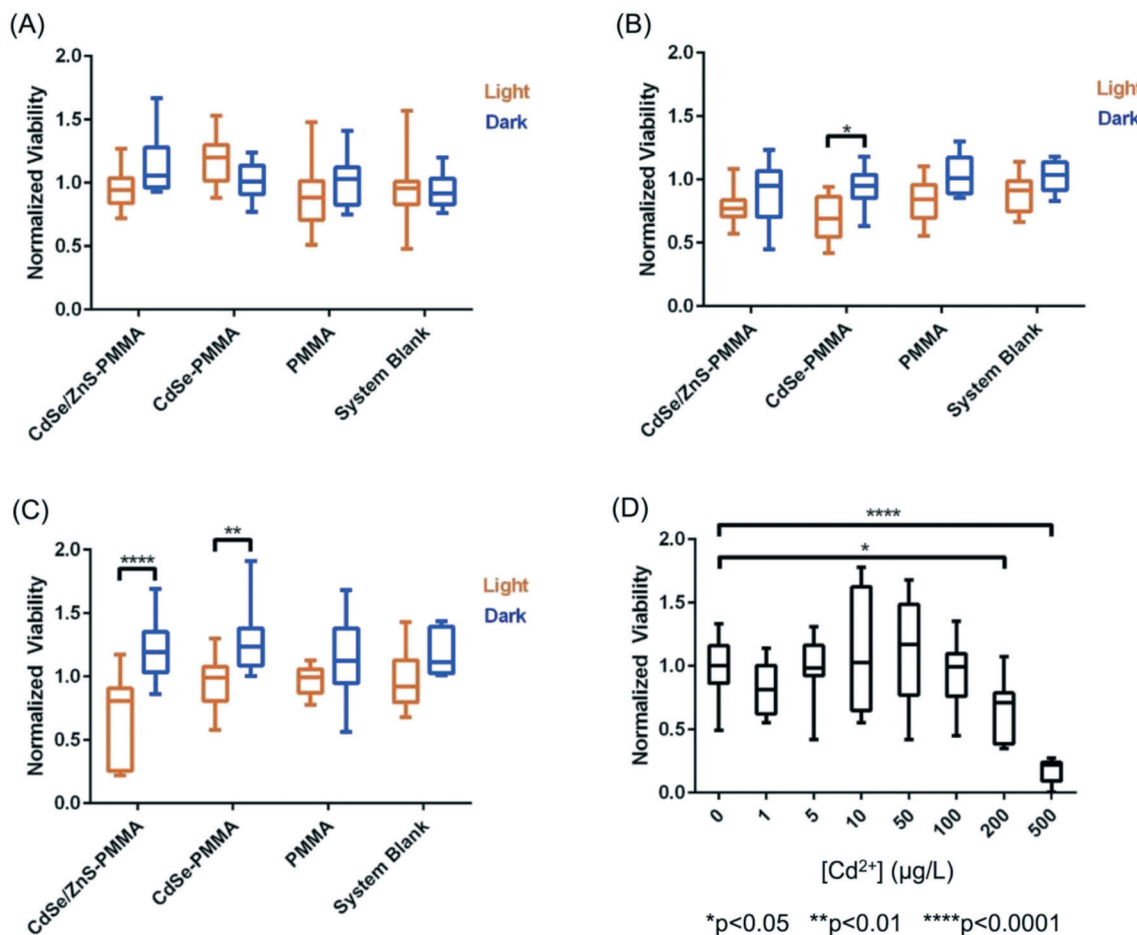 (A)
2.0
1.5
1.0
0.5
0.0
Normalized Viability
Light
Dark
CdSe/ZnS-PMMA
CdSe-PMMA
PMMA
System Blank
(B)
2.0
1.5
1.0
0.5
0.0
Normalized Viability
*
Light
Dark
CdSe/ZnS-PMMA
CdSe-PMMA
PMMA
System Blank
(C)
2.0
1.5
1.0
0.5
0.0
Normalized Viability
****
**
Light
Dark
CdSe/ZnS-PMMA
CdSe-PMMA
PMMA
System Blank
(D)
****
*
2.0
1.5
1.0
0.5
0.0
Normalized Viability
0 1 5 10 50 100 200 500
[Cd²⁺] (µg/L)
*p<0.05 **p<0.01 ****p<0.0001